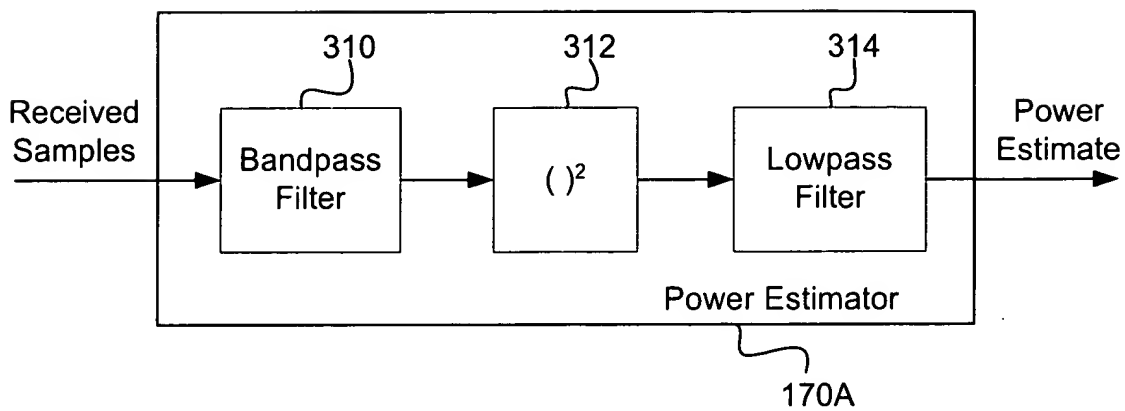 310
312
314
Received
Samples
Bandpass
Filter
( )²
Lowpass
Filter
Power
Estimate
Power Estimator
170A